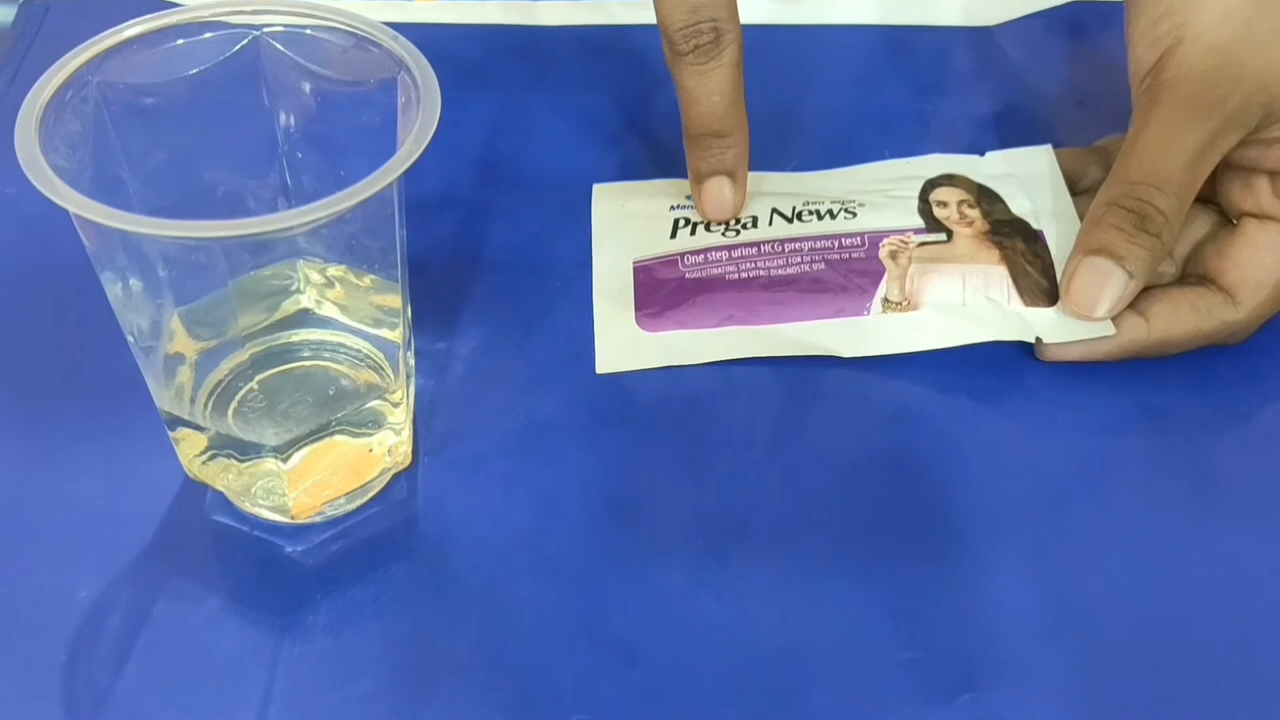 प्रेगा न्यूज़
Prega News®
One step urine HCG pregnancy test
AGGLUTINATING SERA REAGENT FOR DETECTION OF HCG
FOR IN VITRO DIAGNOSTIC USE